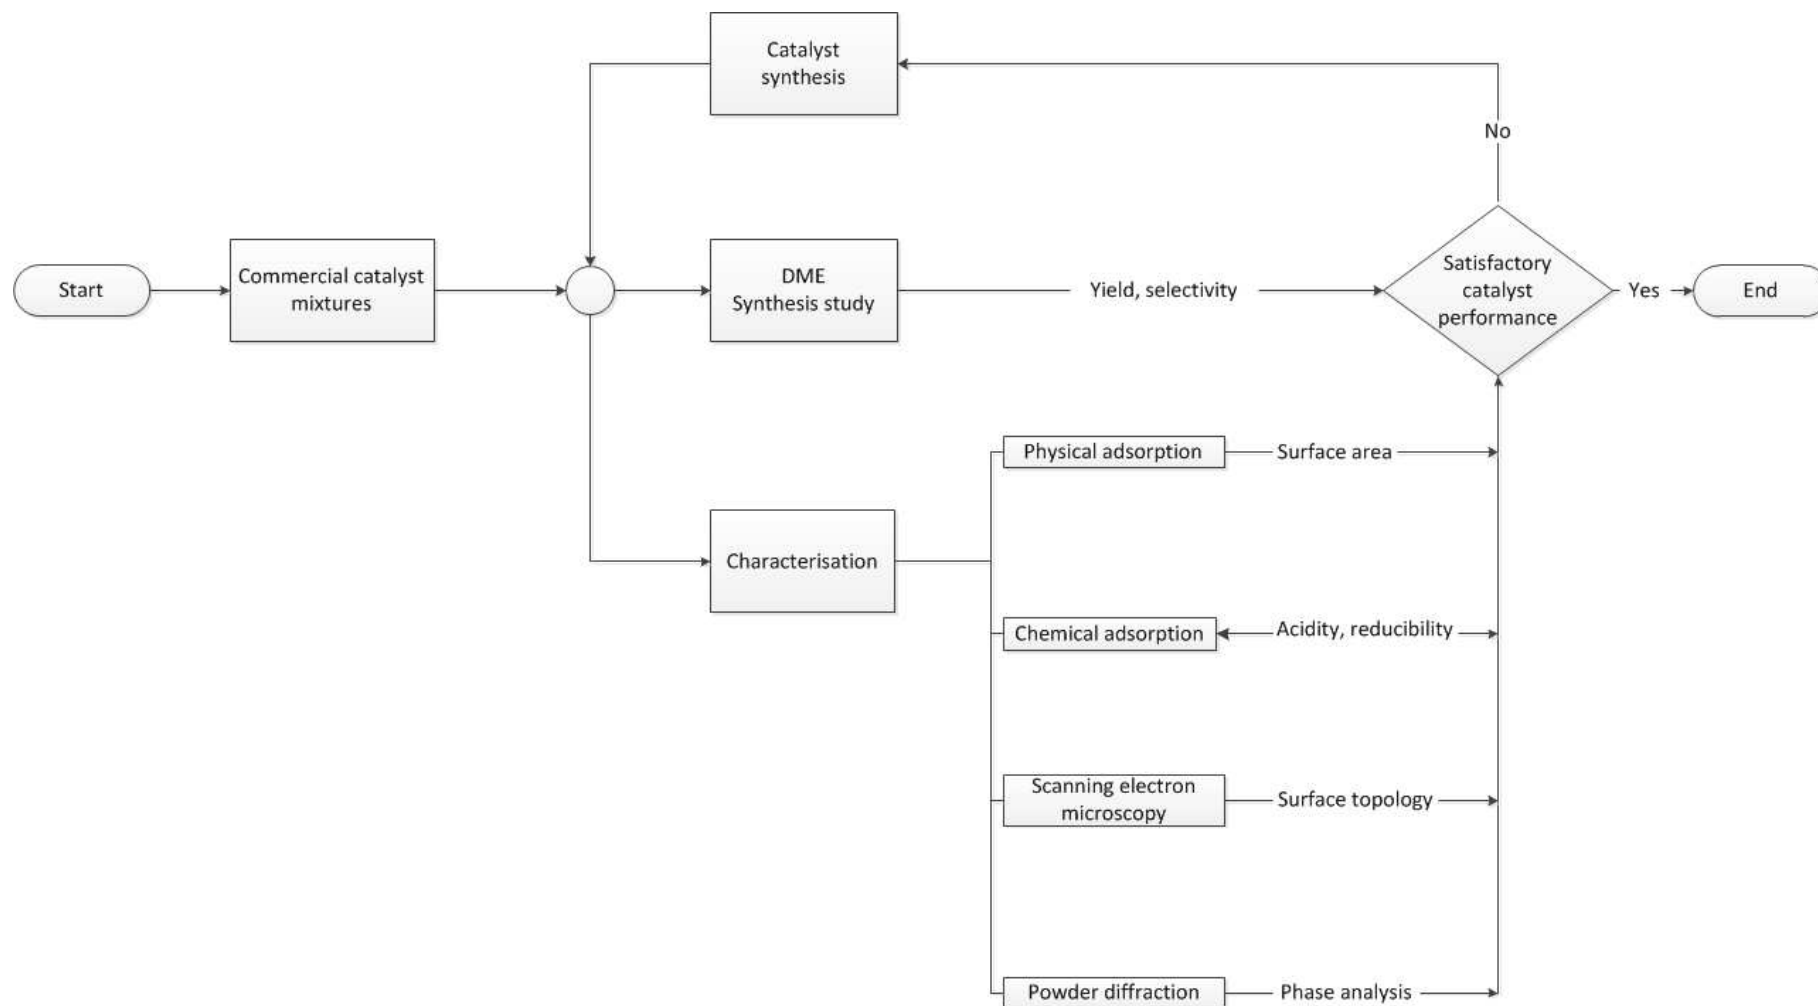 Catalyst
synthesis
No
Start
Commercial catalyst
mixtures
DME
Synthesis study
Yield, selectivity
Satisfactory
catalyst
performance
Yes
End
Physical adsorption
Surface area
Characterisation
Chemical adsorption
Acidity, reducibility
Scanning electron
microscopy
Surface topology
Powder diffraction
Phase analysis